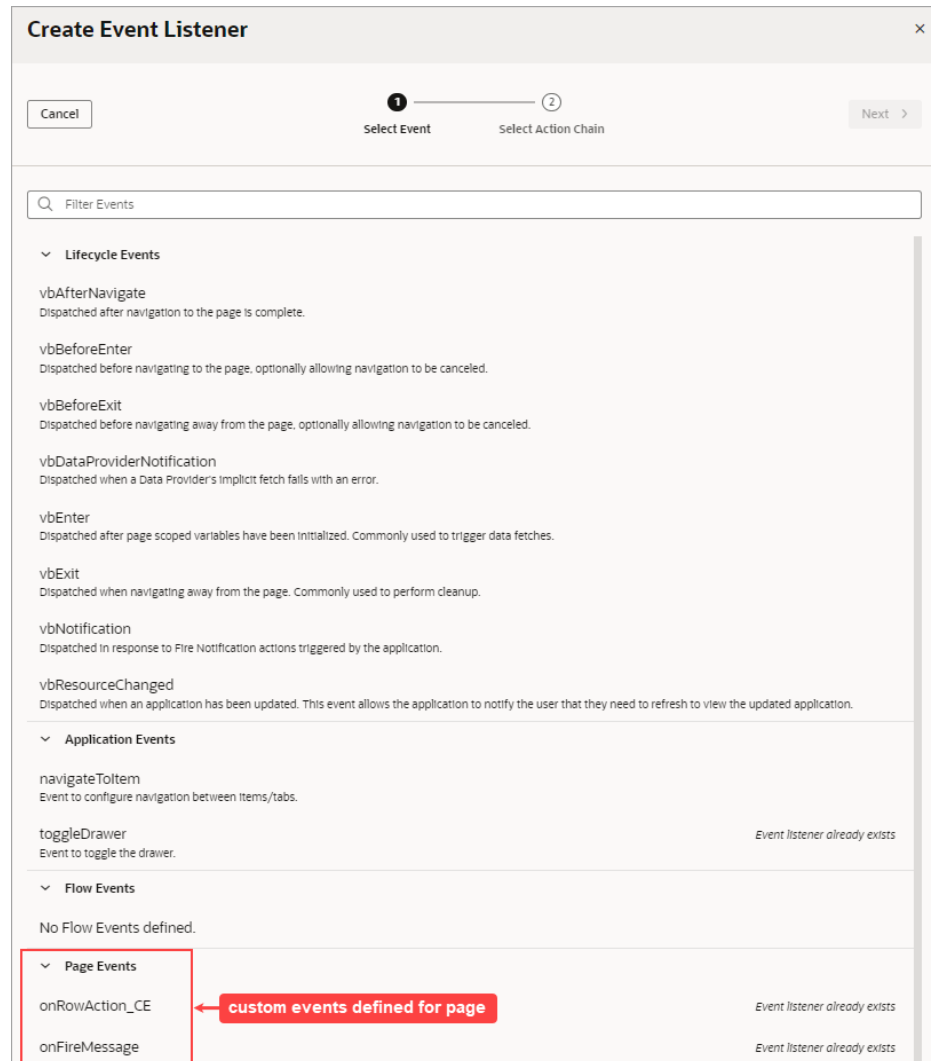 Create Event Listener
×
Cancel
1
2
Next >
Select Event
Select Action Chain
Filter Events
Lifecycle Events
vbAfterNavigate
Dispatched after navigation to the page is complete.
vbBeforeEnter
Dispatched before navigating to the page, optionally allowing navigation to be canceled.
vbBeforeExit
Dispatched before navigating away from the page, optionally allowing navigation to be canceled.
vbDataProviderNotification
Dispatched when a Data Provider's implicit fetch fails with an error.
vbEnter
Dispatched after page scoped variables have been initialized. Commonly used to trigger data fetches.
vbExit
Dispatched when navigating away from the page. Commonly used to perform cleanup.
vbNotification
Dispatched in response to Fire Notification actions triggered by the application.
vbResourceChanged
Dispatched when an application has been updated. This event allows the application to notify the user that they need to refresh to view the updated application.
Application Events
navigateToItem
Event to configure navigation between items/tabs.
toggleDrawer
Event listener already exists
Event to toggle the drawer.
Flow Events
No Flow Events defined.
Page Events
onRowAction_CE
custom events defined for page
Event listener already exists
onFireMessage
Event listener already exists